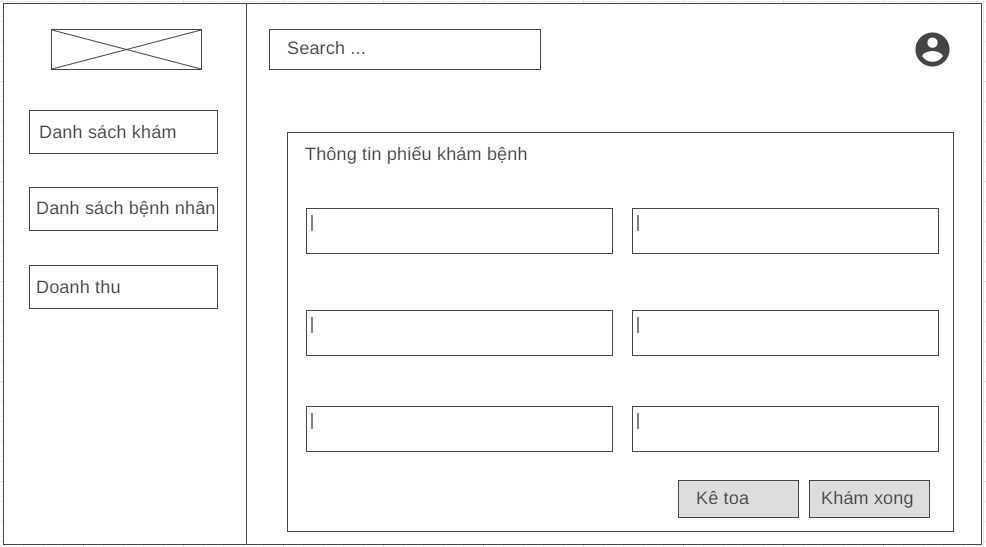 Search ...
Danh sách khám
Danh sách bệnh nhân
Doanh thu
Thông tin phiếu khám bệnh
Kê toa
Khám xong